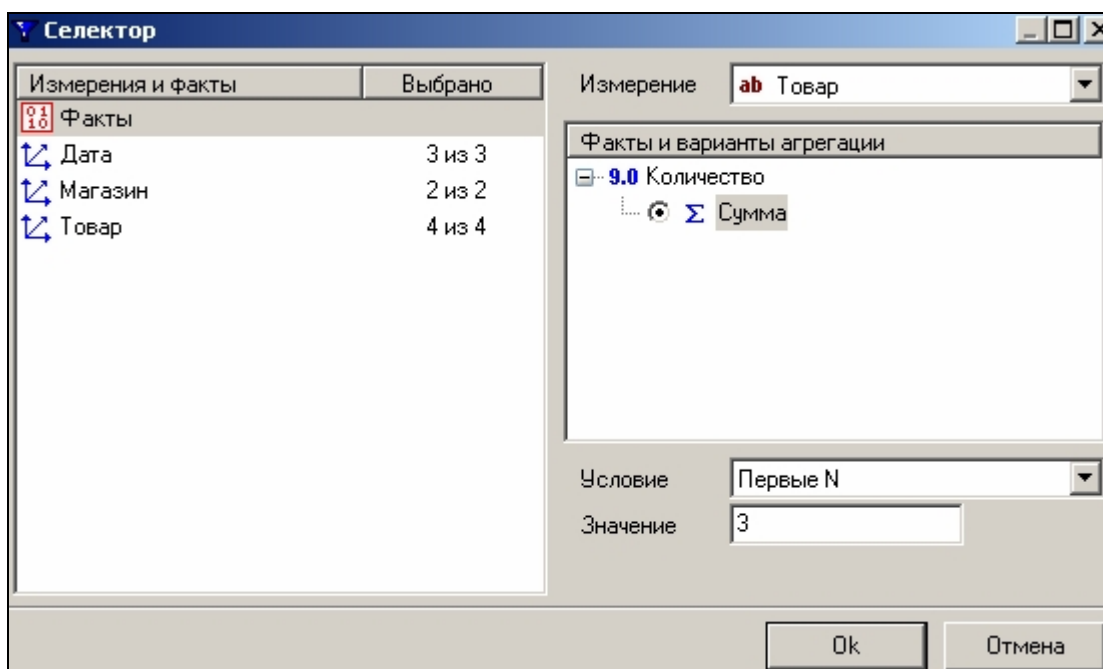 Селектор
Измерения и факты Выбрано
Факты
Дата 3 из 3
Магазин 2 из 2
Товар 4 из 4
Измерение ab Товар
Факты и варианты агрегации
9.0 Количество
Σ Сумма
Условие Первые N
Значение 3
Ok Отмена